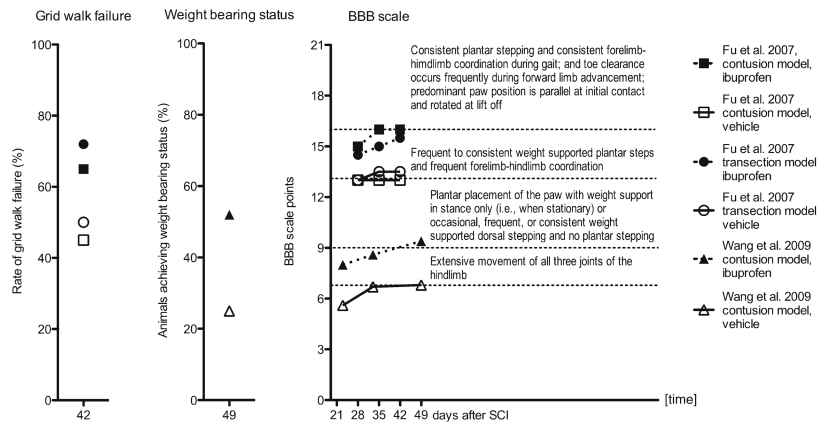 Grid walk failure
Weight bearing status
BBB scale
Rate of grid walk failure (%)
100
80
60
40
20
0
42
Animals achieving weight bearing status (%)
100
80
60
40
20
0
49
BBB scale points
21
18
15
12
9
6
3
0
21 28 35 42 49 days after SCI
[time]
Consistent plantar stepping and consistent forelimb-
himdlimb coordination during gait; and toe clearance
occurs frequently during forward limb advancement;
predominant paw position is parallel at initial contact
and rotated at lift off
Frequent to consistent weight supported plantar steps
and frequent forelimb-hindlimb coordination
Plantar placement of the paw with weight support
in stance only (i.e., when stationary) or
occasional, frequent, or consistent weight
supported dorsal stepping and no plantar stepping
Extensive movement of all three joints of the
hindlimb
Fu et al. 2007,
contusion model,
ibuprofen
Fu et al. 2007
contusion model,
vehicle
Fu et al. 2007
transection model
ibuprofen
Fu et al. 2007
transection model
vehicle
Wang et al. 2009
contusion model,
ibuprofen
Wang et al. 2009
contusion model,
vehicle